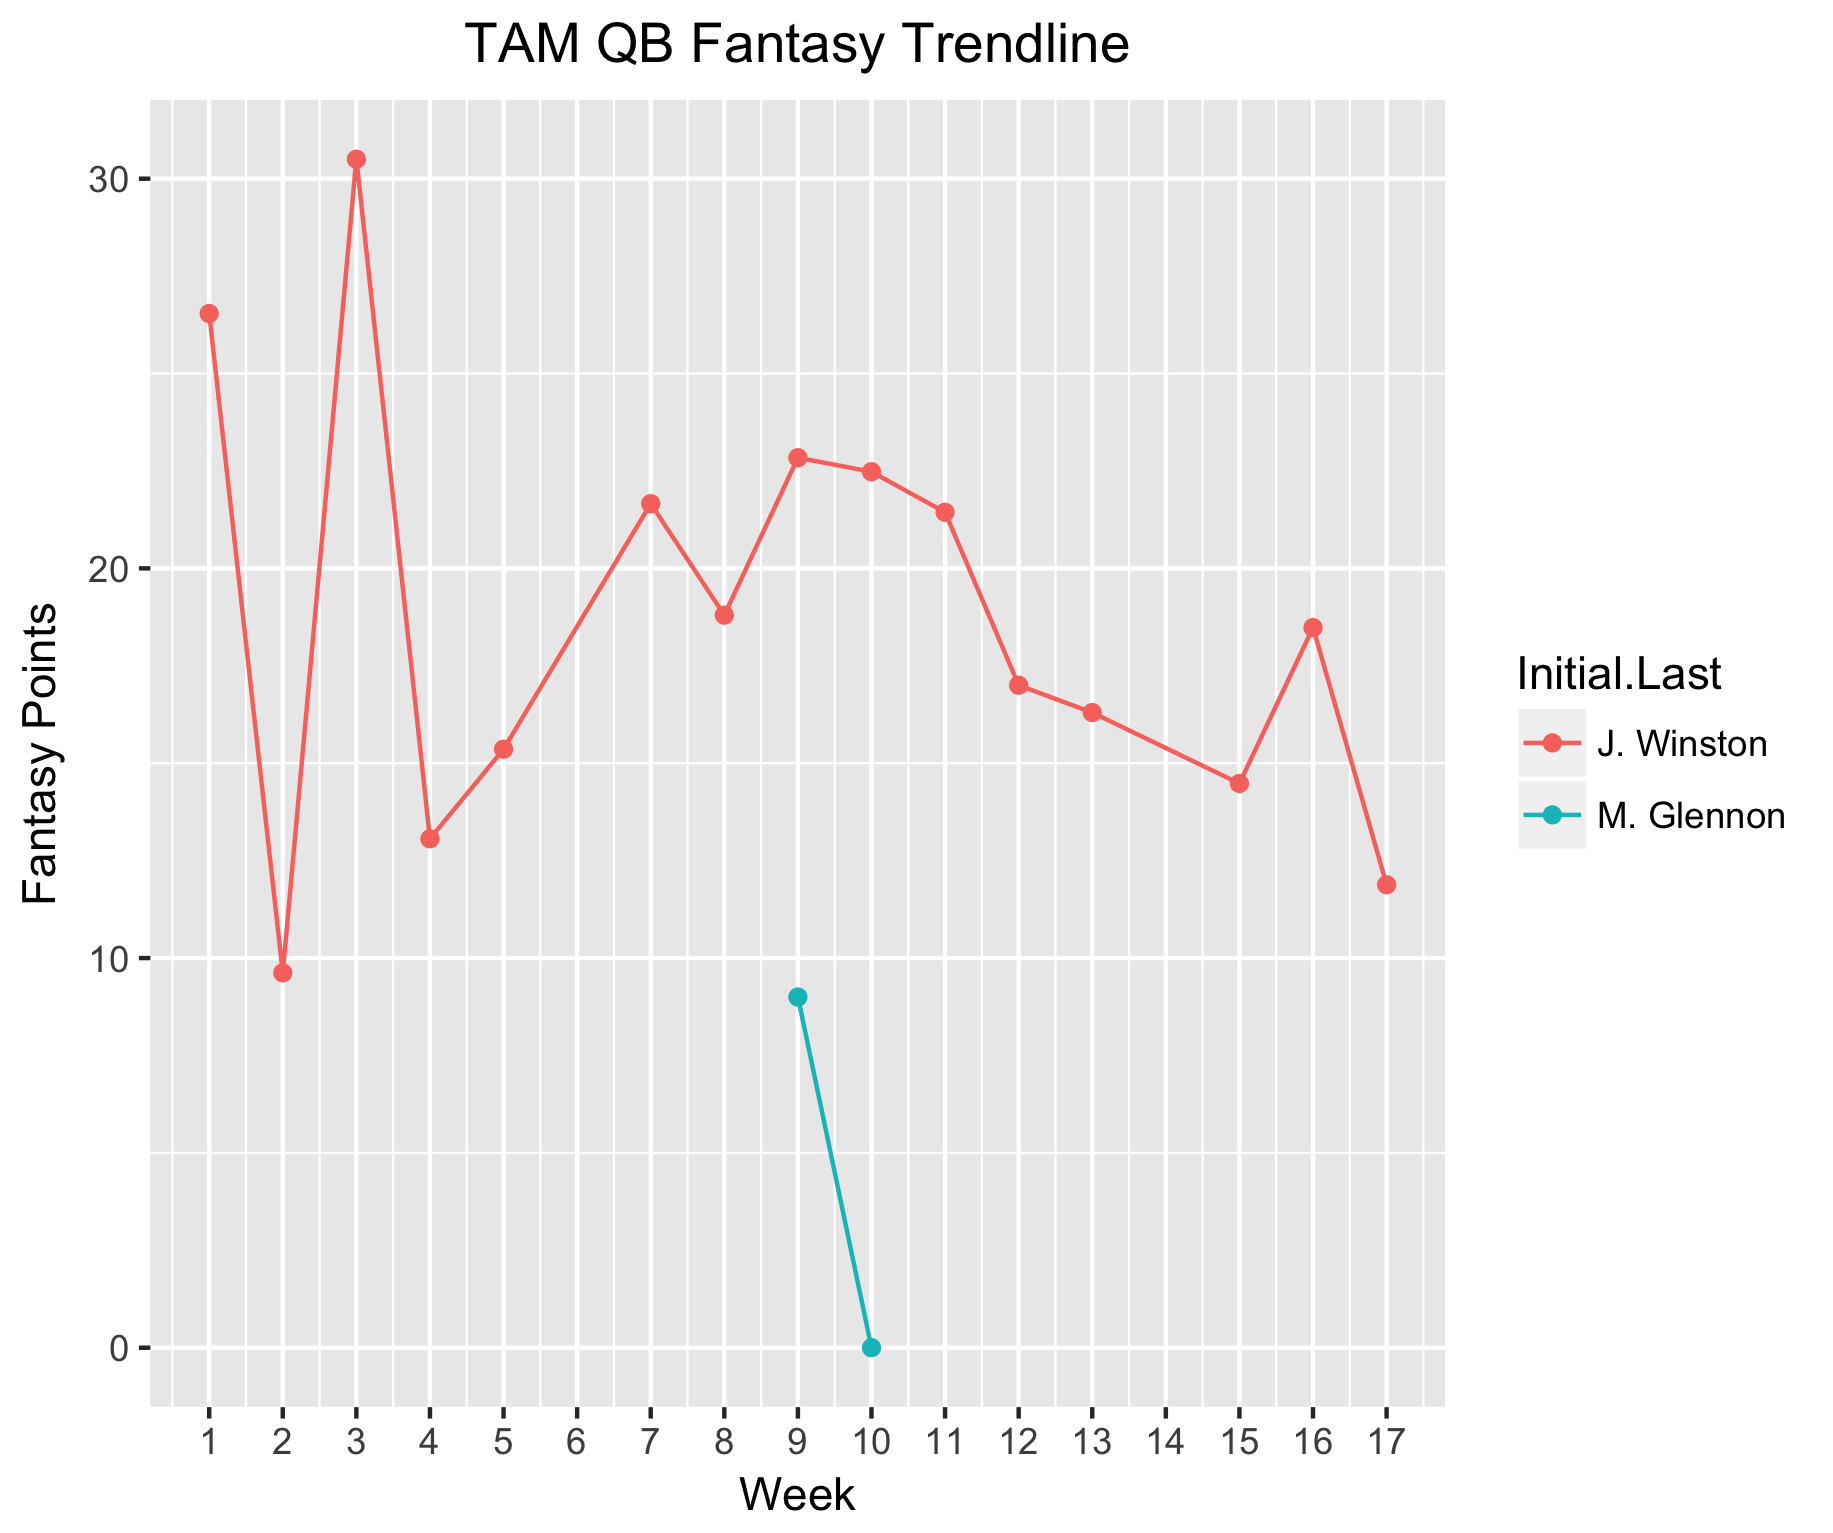 TAM QB Fantasy Trendline
30
20
10
0
Fantasy Points
1 2 3 4 5 6 7 8 9 10 11 12 13 14 15 16 17
Week
Initial.Last
J. Winston
M. Glennon